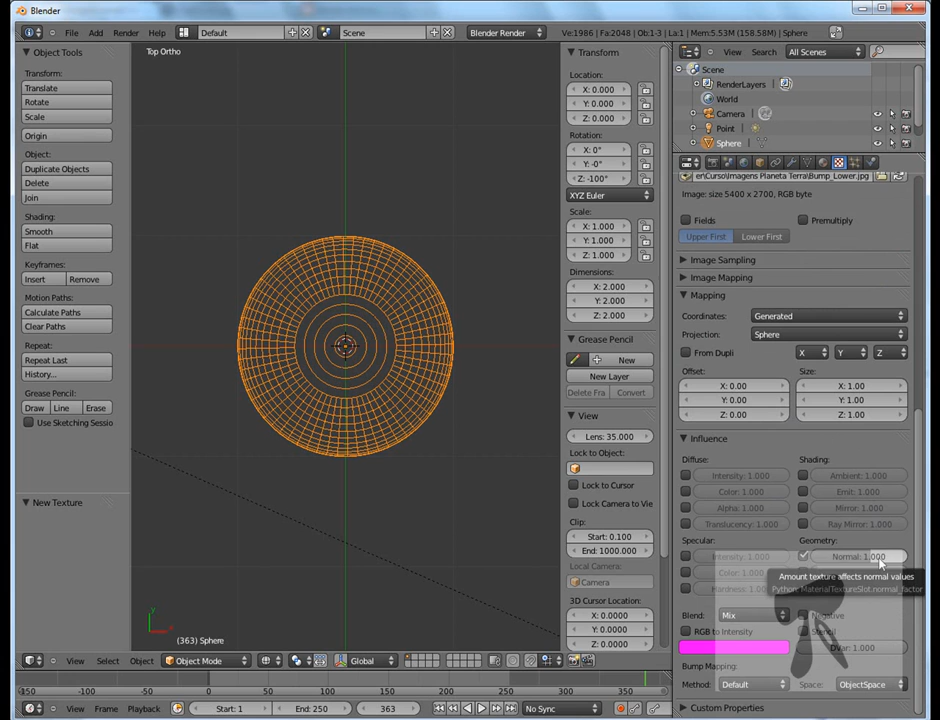 Blender
File Add Render Help Default Scene Blender Render Ve:1986 | Fa:2048 | Ob:1-3 | La:1 | Mem:5.53M (158.58M) | Sphere
Object Tools
Transform:
Translate
Rotate
Scale
Origin
Object:
Duplicate Objects
Delete
Join
Shading:
Smooth
Flat
Keyframes:
Insert Remove
Motion Paths:
Calculate Paths
Clear Paths
Repeat:
Repeat Last
History...
Grease Pencil:
Draw Line Erase
Use Sketching Sessio
New Texture
Top Ortho
(363) Sphere
Transform
Location:
X: 0.000
Y: 0.000
Z: 0.000
Rotation:
X: 0°
Y: -0°
Z: -100°
XYZ Euler
Scale:
X: 1.000
Y: 1.000
Z: 1.000
Dimensions:
X: 2.000
Y: 2.000
Z: 2.000
Grease Pencil
New
New Layer
Delete Fra Convert
View
Lens: 35.000
Lock to Object:
Lock to Cursor
Lock Camera to Vie
Clip:
Start: 0.100
End: 1000.000
Local Camera:
Camera
3D Cursor Location:
X: 0.0000
Y: 0.0000
Z: 0.0000
View Search All Scenes
Scene
RenderLayers
World
Camera
Point
Sphere
er\Curso\Imagens Planeta Terra\Bump_Lower.jpg
Image: size 5400 x 2700, RGB byte
Fields Premultiply
Upper First Lower First
Image Sampling
Image Mapping
Mapping
Coordinates: Generated
Projection: Sphere
From Dupli X Y Z
Offset: Size:
X: 0.00 X: 1.00
Y: 0.00 Y: 1.00
Z: 0.00 Z: 1.00
Influence
Diffuse: Shading:
Intensity: 1.000 Ambient: 1.000
Color: 1.000 Emit: 1.000
Alpha: 1.000 Mirror: 1.000
Translucency: 1.000 Ray Mirror: 1.000
Specular: Geometry:
Intensity: 1.000 Normal: 1.000
Amount texture affects normal values
Python: MaterialTextureSlot.normal_factor
Blend: Mix Negative
RGB to Intensity Stencil
DVar: 1.000
Bump Mapping:
Method: Default Space: ObjectSpace
Custom Properties
View Select Object Object Mode Global
-150 -100 -50 0 50 100 150 200 250 300 350
View Frame Playback Start: 1 End: 250 363 No Sync